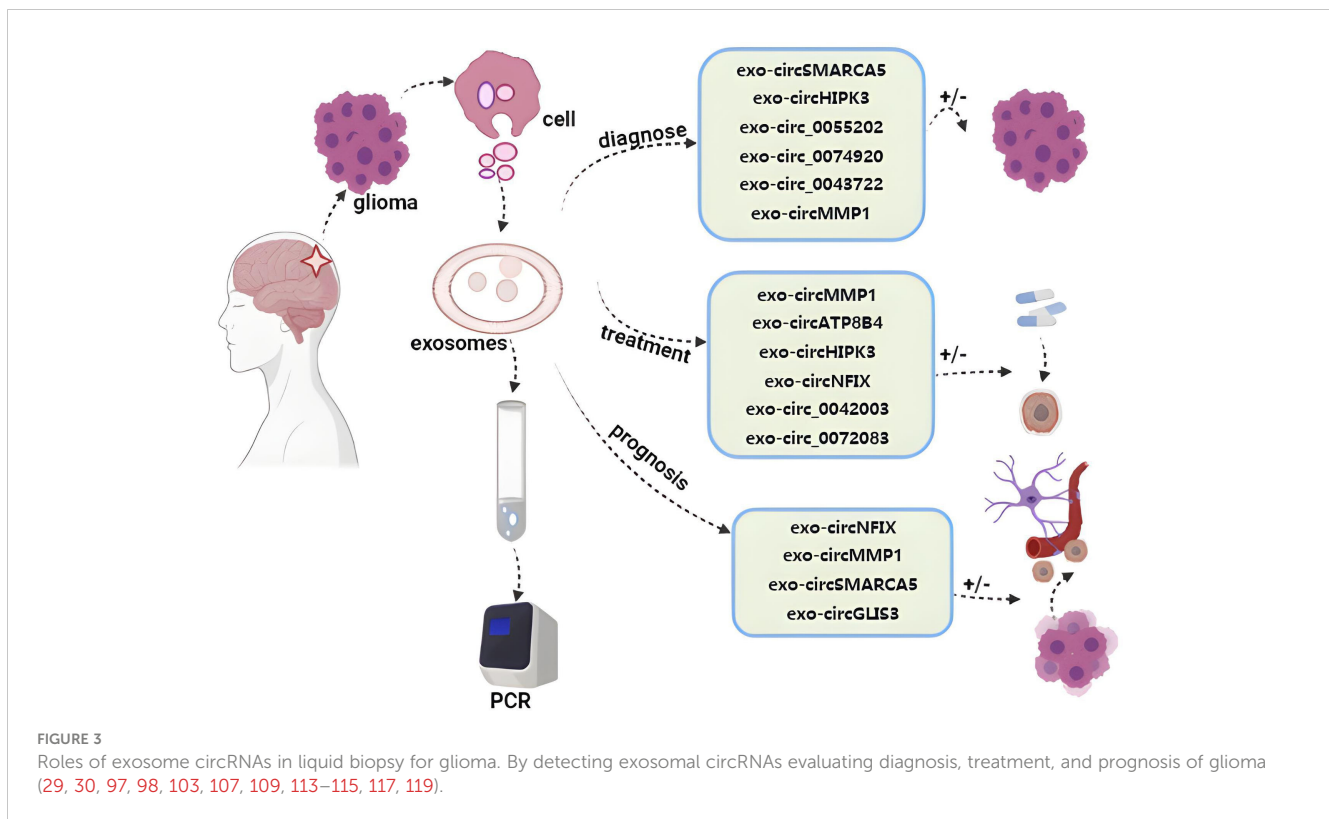 glioma
cell
exosomes
PCR
diagnose
exo-circSMARCA5
exo-circHIPK3
exo-circ_0055202
exo-circ_0074920
exo-circ_0043722
exo-circMMP1
+/-
treatment
exo-circMMP1
exo-circATP8B4
exo-circHIPK3
exo-circNFIX
exo-circ_0042003
exo-circ_0072083
+/-
prognosis
exo-circNFIX
exo-circMMP1
exo-circSMARCA5
exo-circGLIS3
+/-
FIGURE 3
Roles of exosome circRNAs in liquid biopsy for glioma. By detecting exosomal circRNAs evaluating diagnosis, treatment, and prognosis of glioma
(29, 30, 97, 98, 103, 107, 109, 113–115, 117, 119).